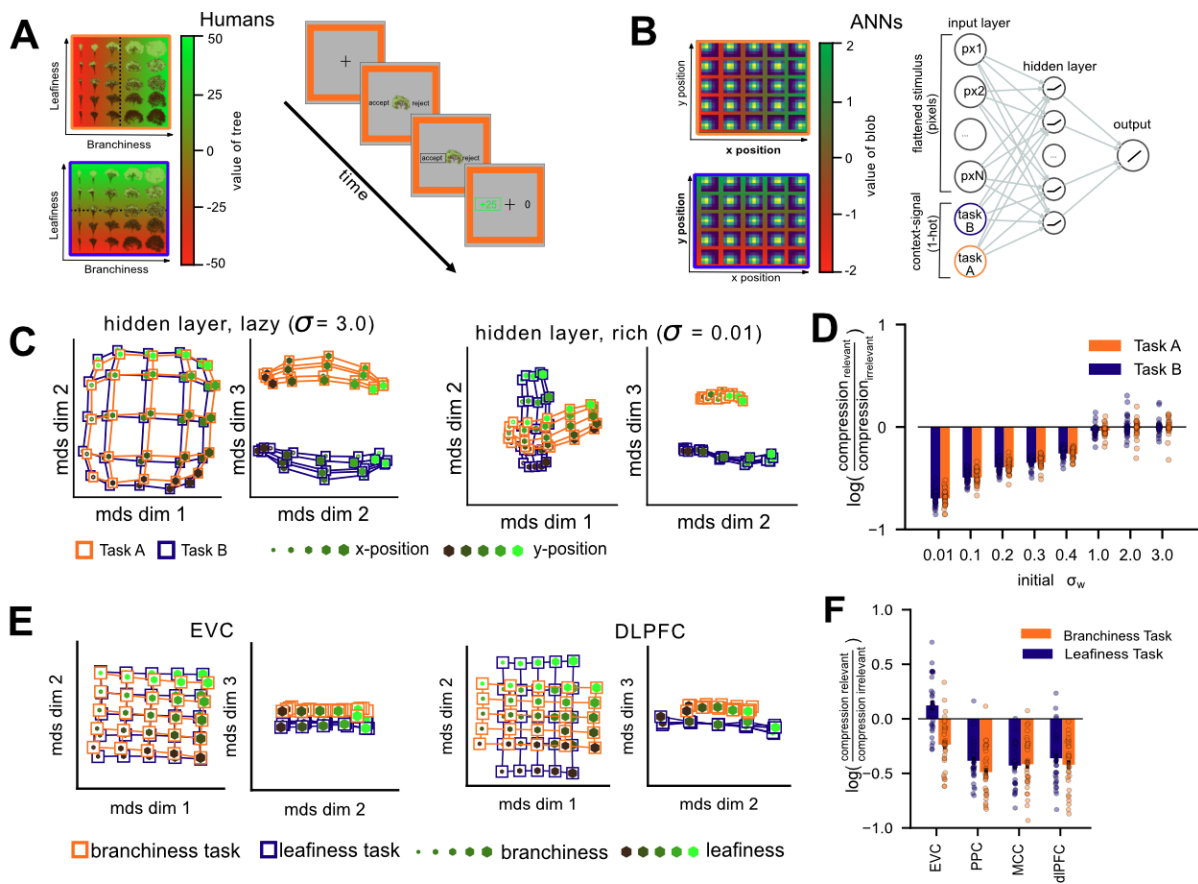 A
Humans
Leafiness
Branchiness
Leafiness
Branchiness
50
25
0
-25
-50
value of tree
+
accept
reject
accept
reject
+25
+
0
time
B
ANNs
y position
x position
y position
x position
2
1
0
-1
-2
value of blob
input layer
hidden layer
output
flattened stimulus
(pixels)
context-signal
(1-hot)
px1
px2
...
pxN
task
B
task
A
...
C
hidden layer, lazy (σ = 3.0)
mds dim 2
mds dim 1
mds dim 3
mds dim 2
hidden layer, rich (σ = 0.01)
mds dim 2
mds dim 1
mds dim 3
mds dim 2
Task A
Task B
x-position
y-position
D
log(compression relevant / compression irrelevant)
1
0
−1
Task A
Task B
0.01 0.1 0.2 0.3 0.4 1.0 2.0 3.0
initial σw
E
EVC
mds dim 2
mds dim 1
mds dim 3
mds dim 2
DLPFC
mds dim 2
mds dim 1
mds dim 3
mds dim 2
branchiness task
leafiness task
branchiness
leafiness
F
log(compression relevant / compression irrelevant)
1.0
0.5
0.0
−0.5
−1.0
Branchiness Task
Leafiness Task
EVC
PPC
MCC
dlPFC